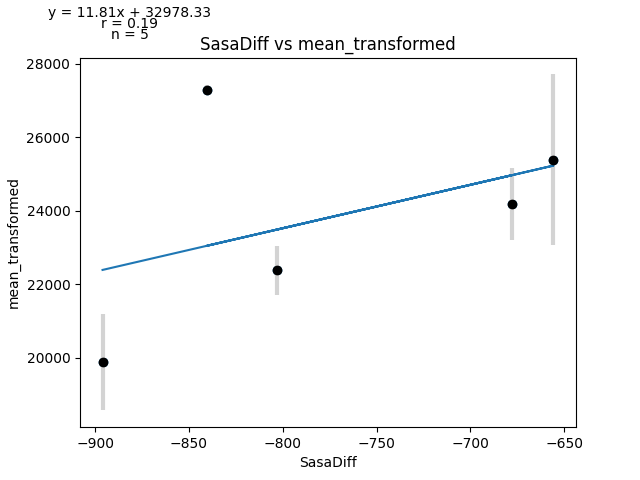 y = 11.81x + 32978.33
r = 0.19
n = 5
SasaDiff vs mean_transformed
28000
26000
24000
22000
20000
mean_transformed
−900
−850
−800
−750
−700
−650
SasaDiff